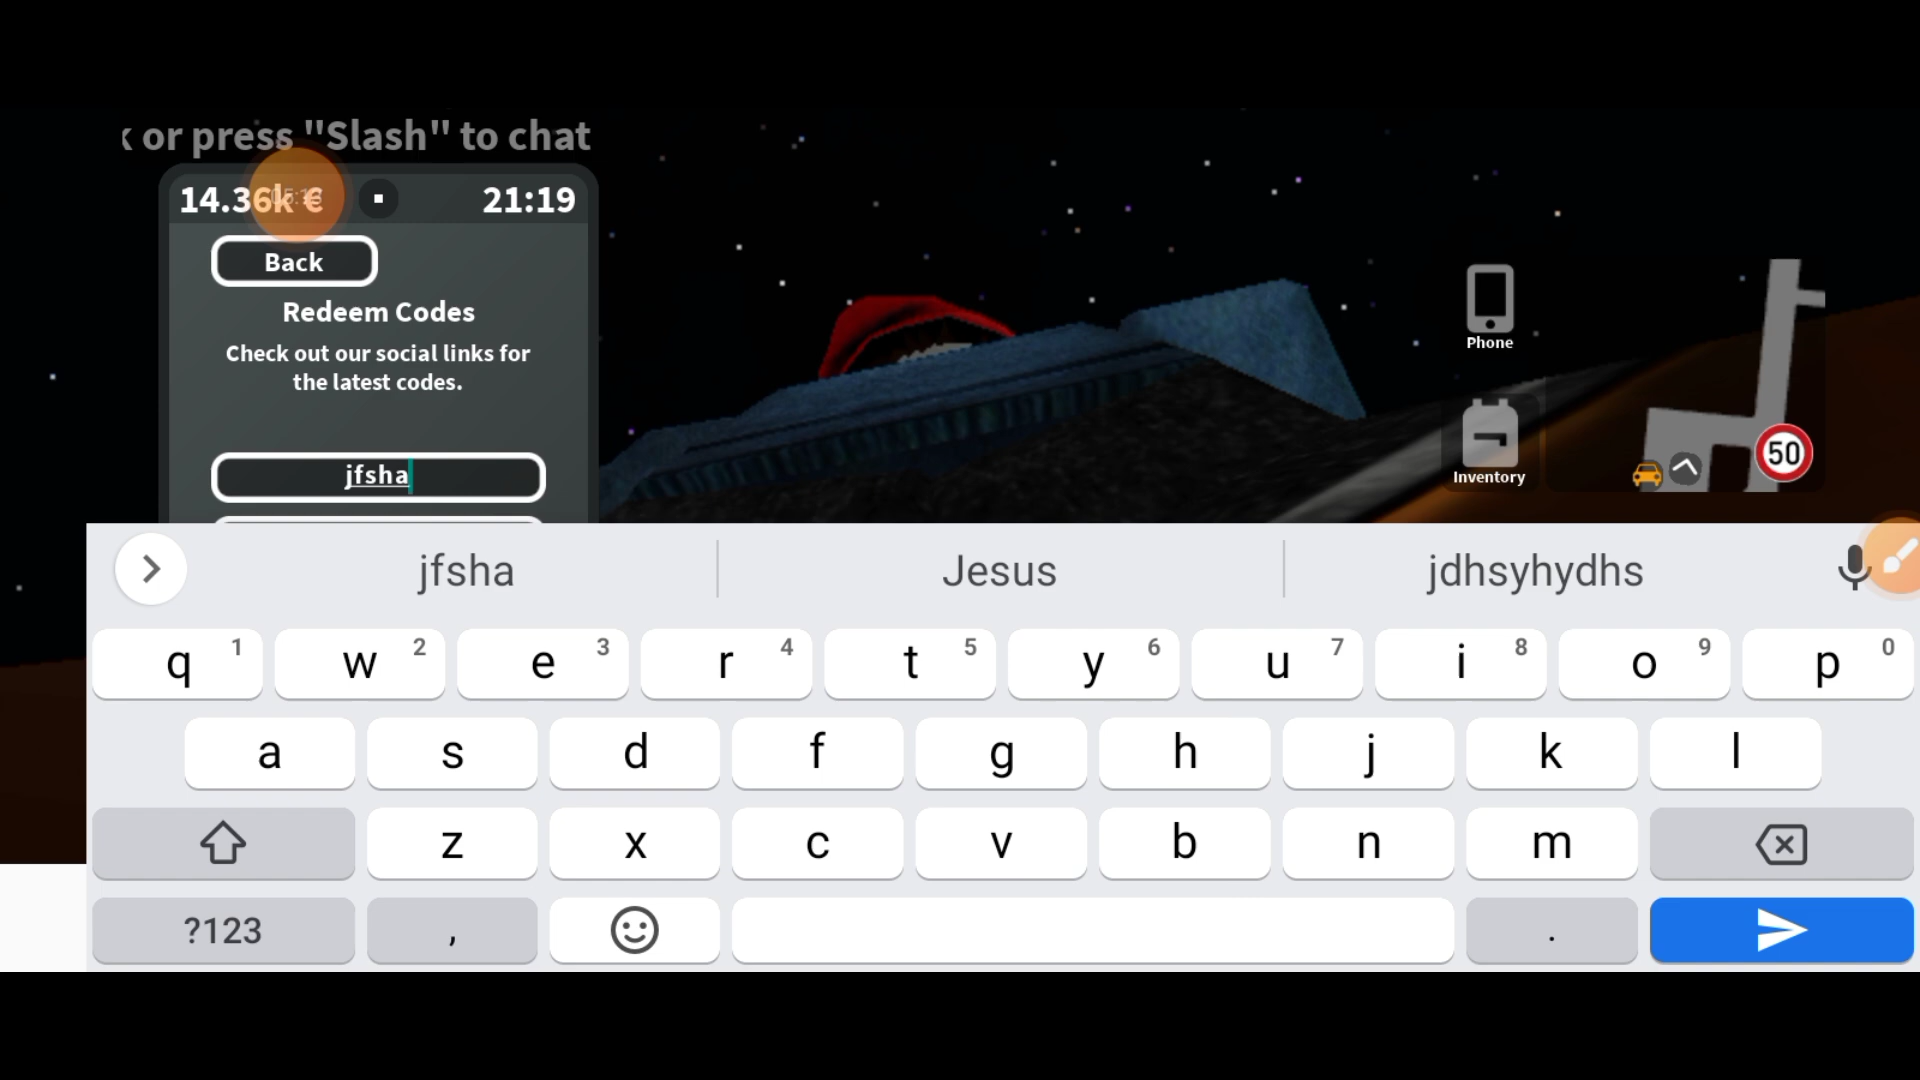 k or press "Slash" to chat
14.36k €
21:19
Back
Redeem Codes
Check out our social links for
the latest codes.
jfsha
Phone
Inventory
50
jfsha
Jesus
jdhsyhydhs
q 1 w 2 e 3 r 4 t 5 y 6 u 7 i 8 o 9 p 0
a s d f g h j k l
z x c v b n m
?123 , .